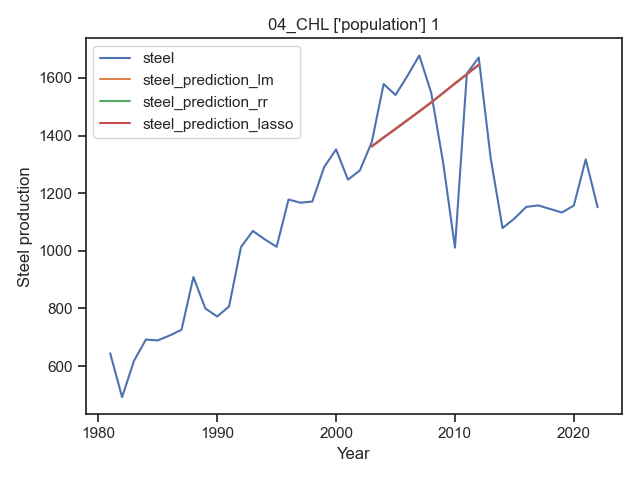 04_CHL ['population'] 1
steel
steel_prediction_lm
steel_prediction_rr
steel_prediction_lasso
Steel production
1600
1400
1200
1000
800
600
1980
1990
2000
2010
2020
Year